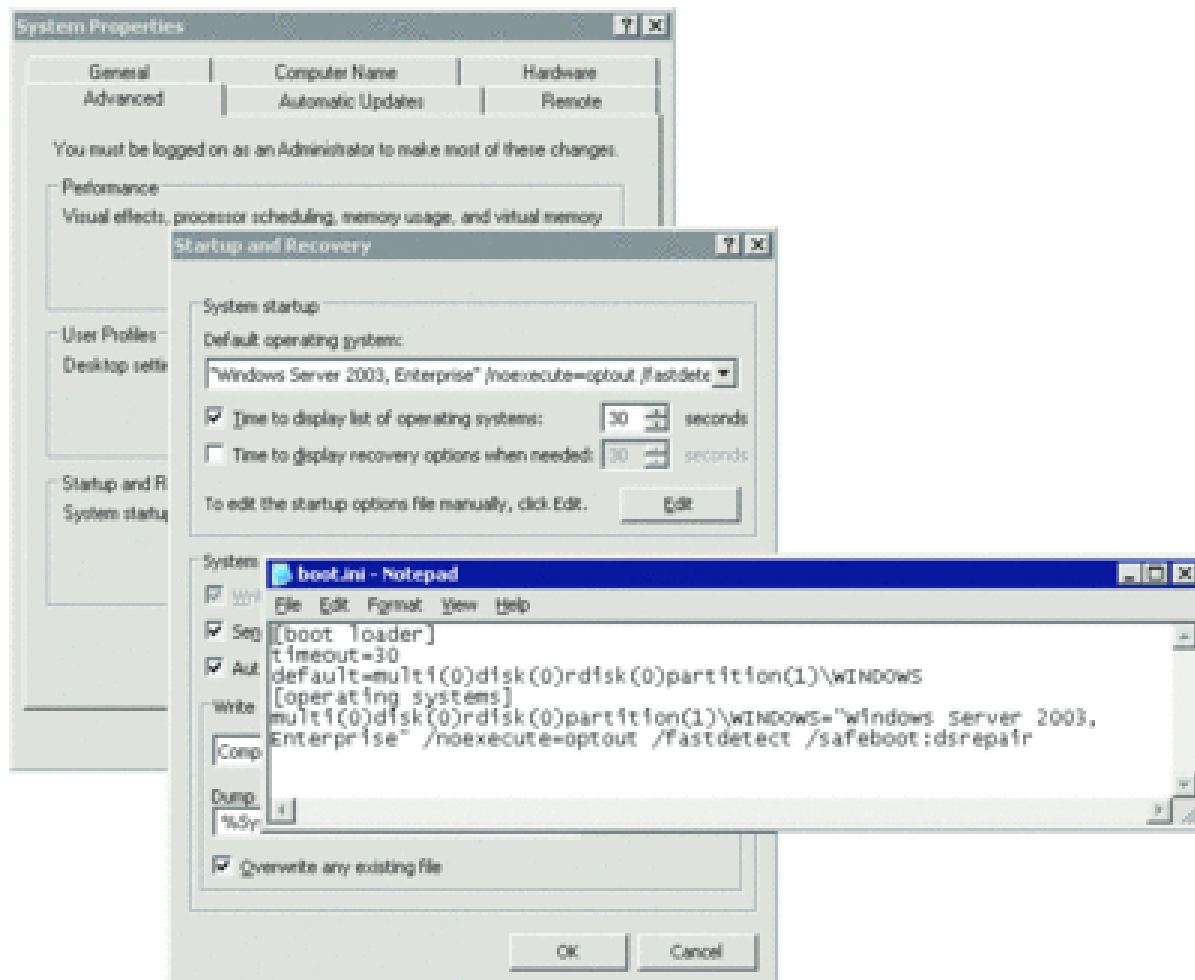 System Properties
General Computer Name Hardware
Advanced Automatic Updates Remote
You must be logged on as an Administrator to make most of these changes.
Performance
Visual effects, processor scheduling, memory usage, and virtual memory
Startup and Recovery
System startup
User Profiles
Default operating system:
Desktop settin
"Windows Server 2003, Enterprise" /noexecute=optout /fastdete
Time to display list of operating systems: 30 seconds
Time to display recovery options when needed: 30 seconds
Startup and R
System startup
To edit the startup options file manually, click Edit. Edit
System
boot.ini - Notepad
File Edit Format View Help
Writ
Sen
Aut
Write
Comp
Dump
%Sy
[boot loader]
timeout=30
default=multi(0)disk(0)rdisk(0)partition(1)\WINDOWS
[operating systems]
multi(0)disk(0)rdisk(0)partition(1)\WINDOWS="Windows Server 2003,
Enterprise" /noexecute=optout /fastdetect /safeboot:dsrepair
Overwrite any existing file
OK Cancel